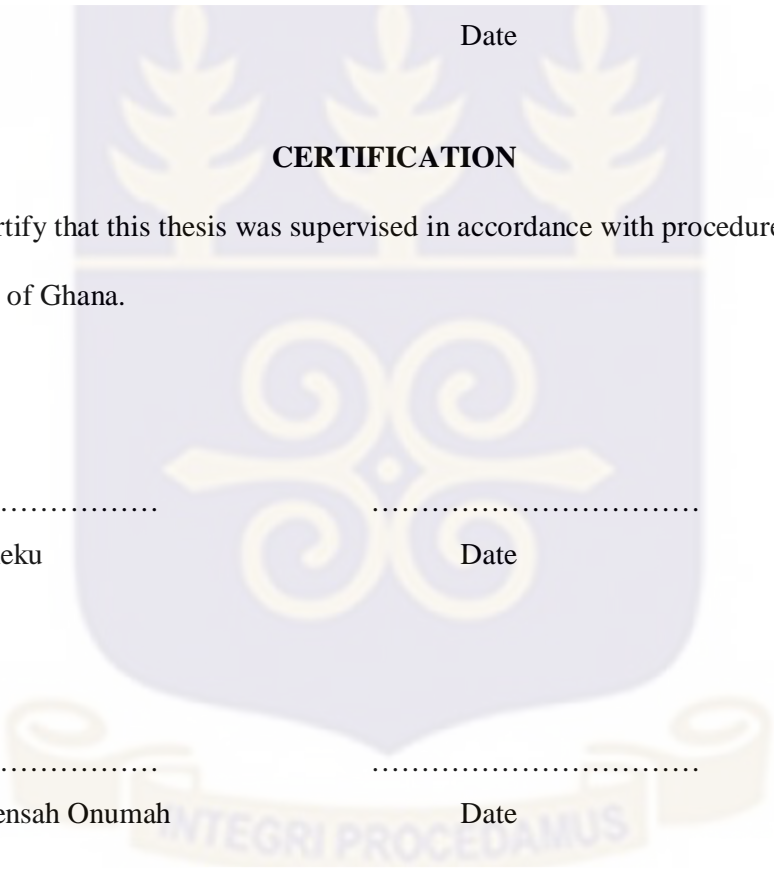 Date
CERTIFICATION
rtify that this thesis was supervised in accordance with procedure
of Ghana.
……………. ……………………………
eku Date
……………. ……………………………
ensah Onumah Date
INTEGRI PROCEDAMUS